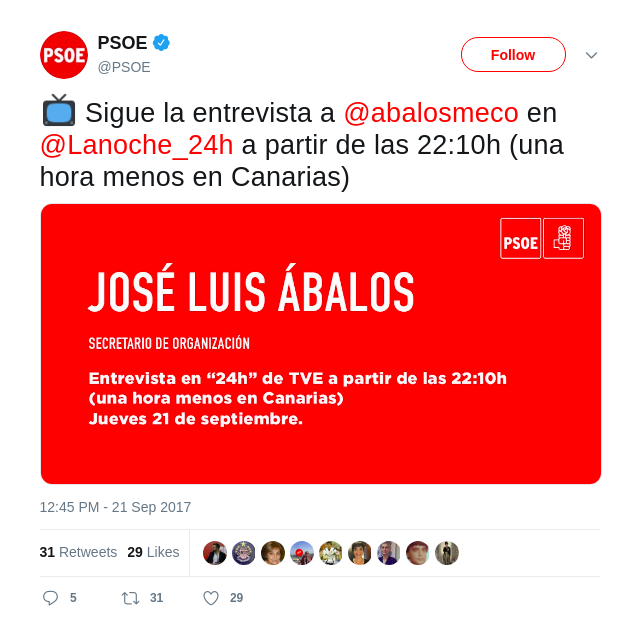 PSOE
PSOE
@PSOE
Follow
Sigue la entrevista a @abalosmeco en
@Lanoche_24h a partir de las 22:10h (una
hora menos en Canarias)
PSOE
JOSÉ LUIS ÁBALOS
SECRETARIO DE ORGANIZACIÓN
Entrevista en “24h” de TVE a partir de las 22:10h
(una hora menos en Canarias)
Jueves 21 de septiembre.
12:45 PM - 21 Sep 2017
31 Retweets 29 Likes
5 31 29